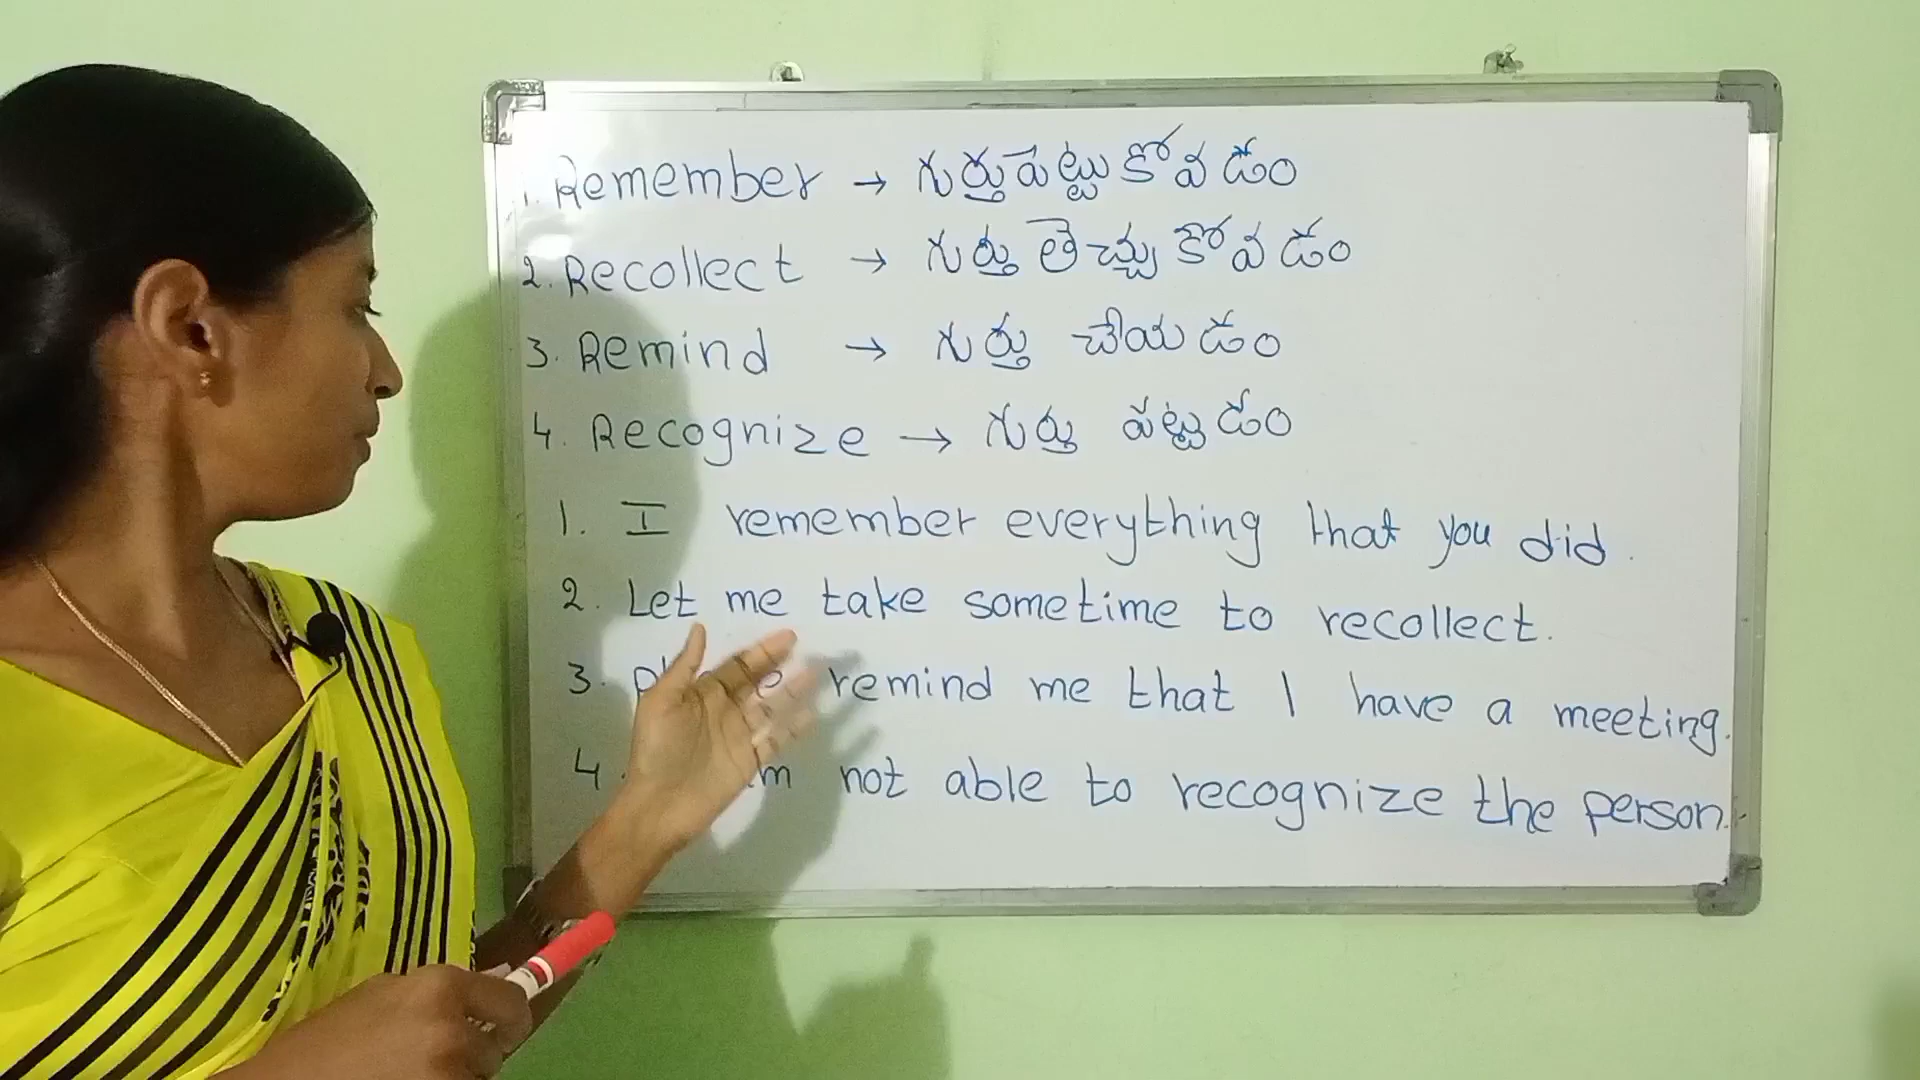 1. Remember → గుర్తుపెట్టుకోవడం
2. Recollect → గుర్తు తెచ్చుకోవడం
3. Remind → గుర్తు చేయడం
4. Recognize → గుర్తు పట్టడం
1. I remember everything that you did.
2. Let me take sometime to recollect.
3. remind me that I have a meeting.
4. not able to recognize the person.